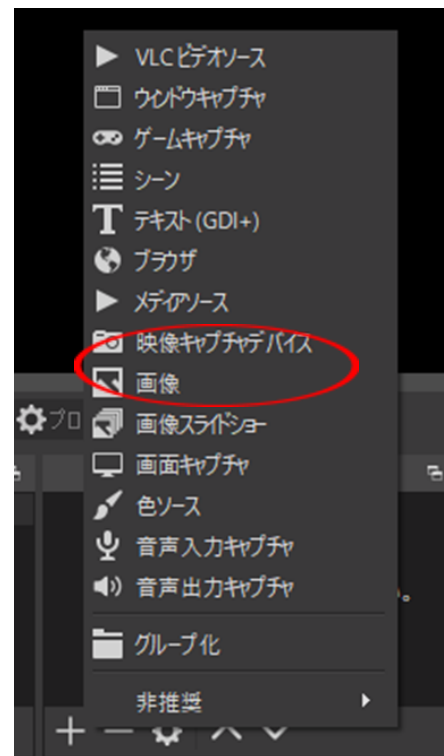 VLC ビデオソース
ウィンドウキャプチャ
ゲームキャプチャ
シーン
テキスト (GDI+)
ブラウザ
メディアソース
映像キャプチャデバイス
画像
プロ
画像スライドショー
画面キャプチャ
色ソース
音声入力キャプチャ
音声出力キャプチャ
。
グループ化
非推奨